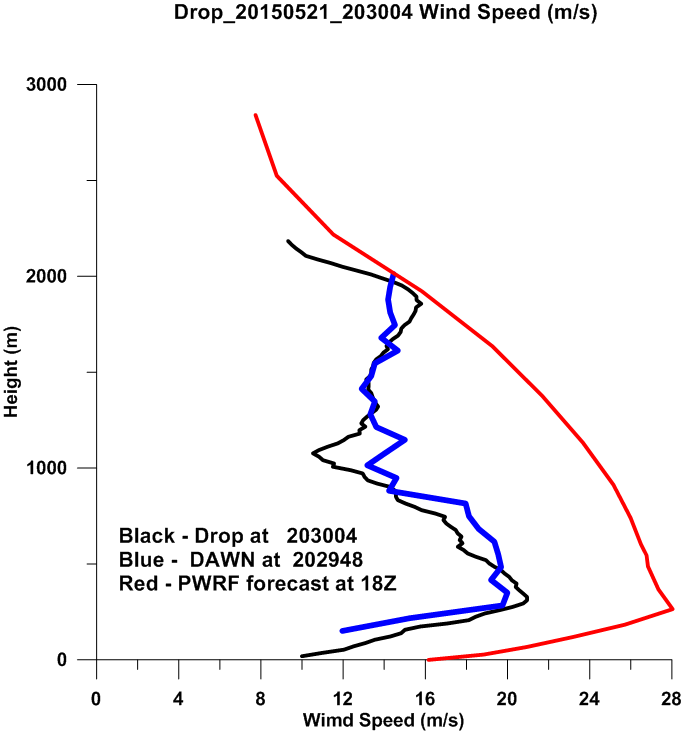 Drop_20150521_203004 Wind Speed (m/s)
3000
2000
Height (m)
1000
Black - Drop at 203004
Blue - DAWN at 202948
Red - PWRF forecast at 18Z
0
0 4 8 12 16 20 24 28
Wimd Speed (m/s)